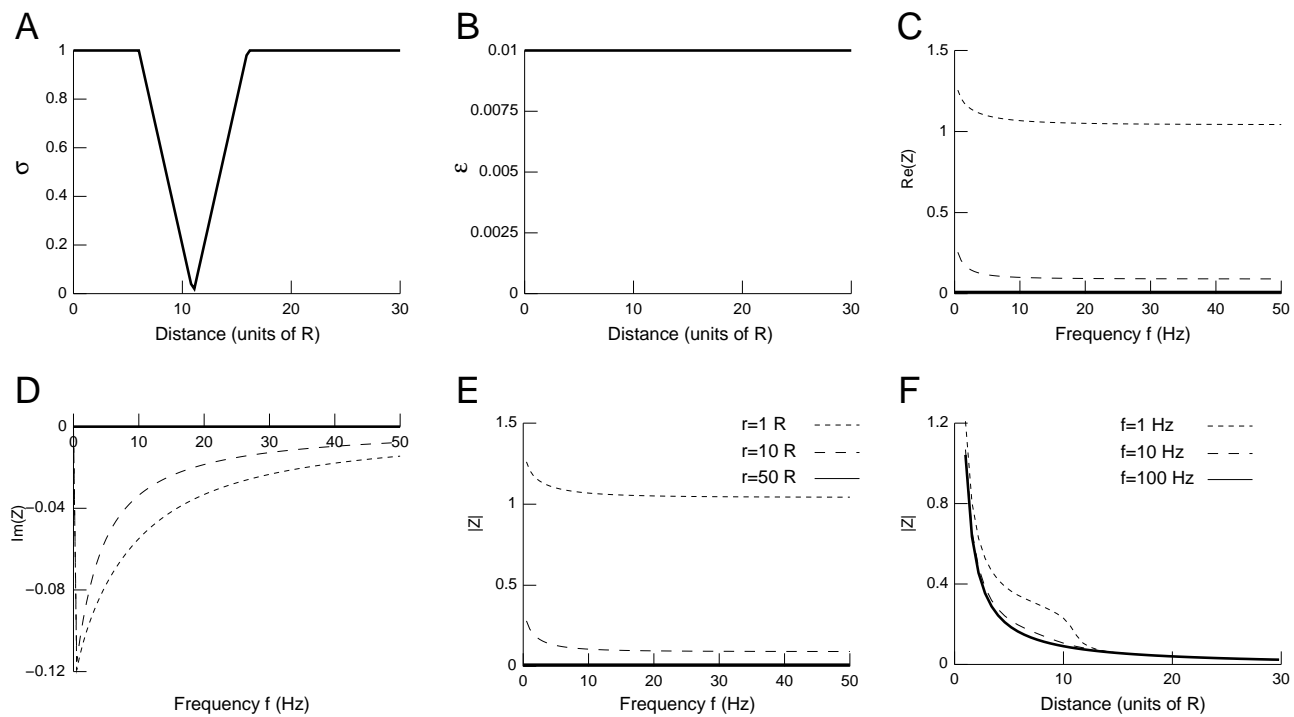 A
1
0.8
0.6
0.4
0.2
0
σ
0 10 20 30
Distance (units of R)
B
0.01
0.0075
0.005
0.0025
0
ε
0 10 20 30
Distance (units of R)
C
1.5
1
0.5
0
Re(Z)
0 10 20 30 40 50
Frequency f (Hz)
D
0
−0.04
−0.08
−0.12
Im(Z)
0 10 20 30 40 50
Frequency f (Hz)
E
1.5
1
0.5
0
|Z|
r=1 R
r=10 R
r=50 R
0 10 20 30 40 50
Frequency f (Hz)
F
1.2
0.8
0.4
0
|Z|
f=1 Hz
f=10 Hz
f=100 Hz
0 10 20 30
Distance (units of R)